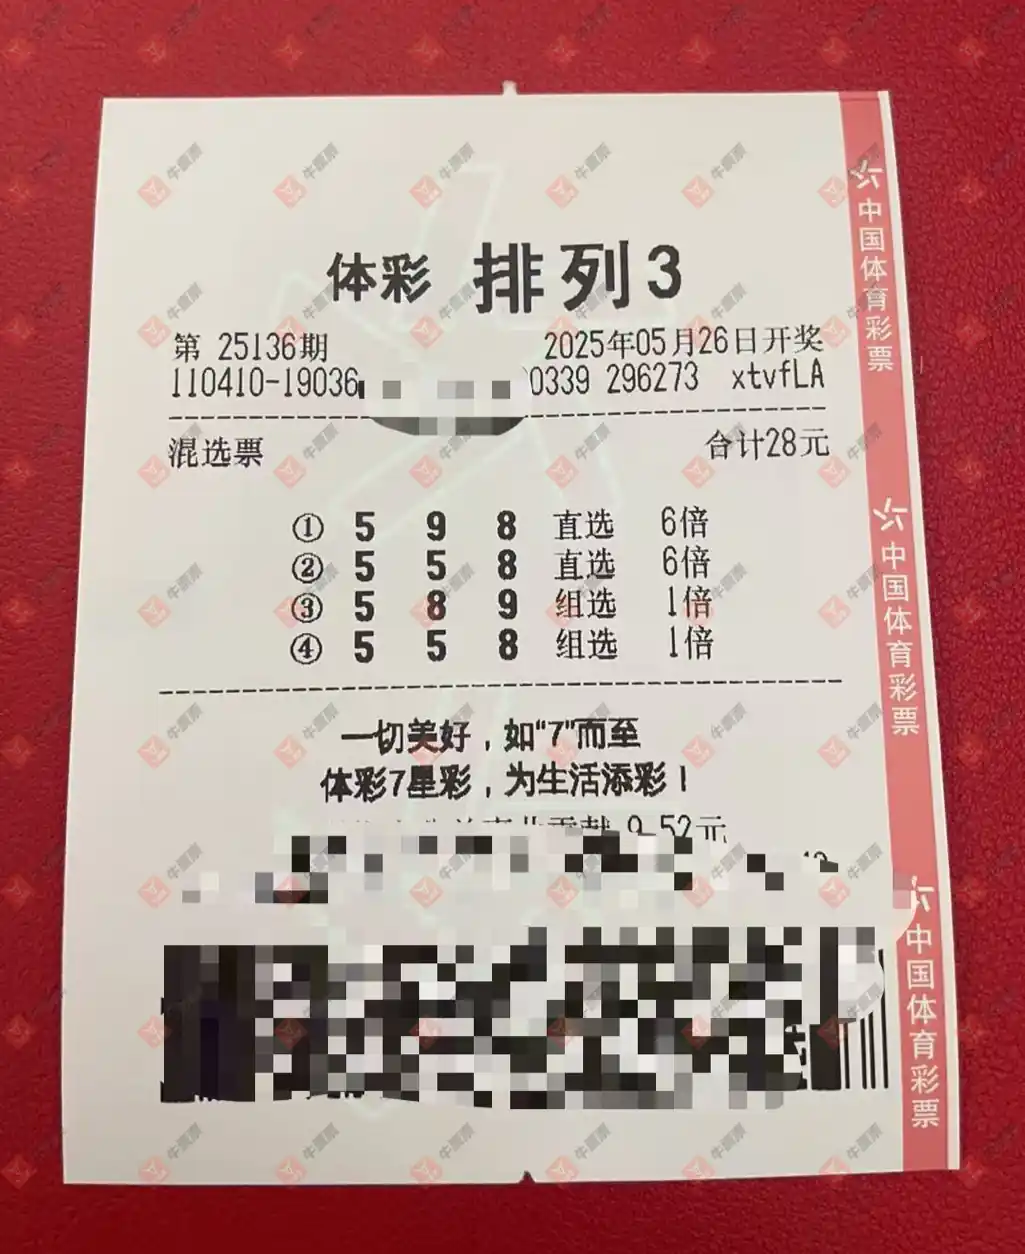 体彩 排列3
第 25136期 2025年05月26日开奖
110410-19036 0339 296273 xtvfLA
混选票 合计28元
① 5 9 8 直选 6倍
② 5 5 8 直选 6倍
③ 5 8 9 组选 1倍
④ 5 5 8 组选 1倍
一切美好，如“7”而至
体彩7星彩，为生活添彩！
9.52元
中国体育彩票
中国体育彩票
中国体育彩票